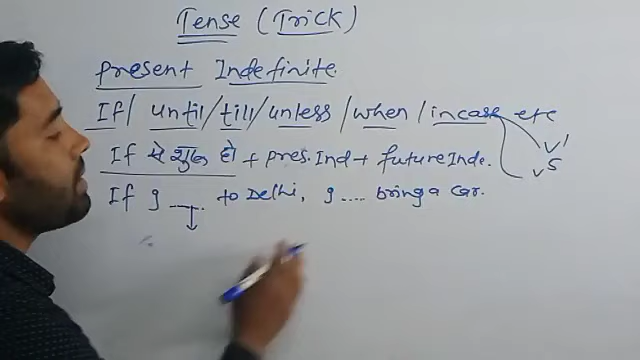 Tense (Trick)
Present Indefinite.
If / until / till / unless / when / incase etc
V'
If से शुरू हो + Pres. Ind + future Inde.
V5
If I ..... to Delhi, I .... bring a car.